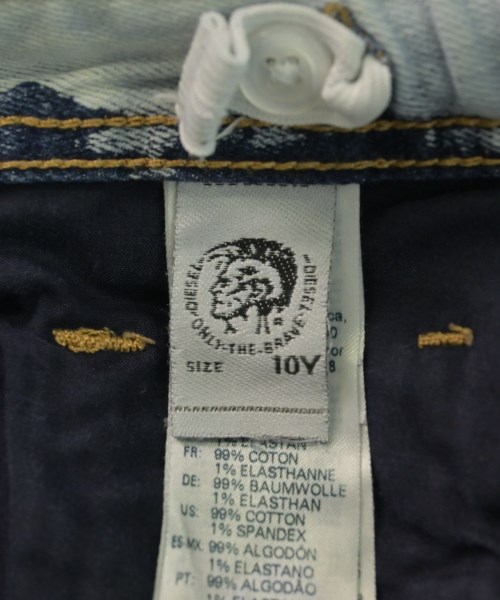 DIESEL
DIESEL
ONLY-THE-BRAVE
SIZE 10Y
1% ELASTAN
FR: 99% COTON
1% ELASTHANNE
DE: 99% BAUMWOLLE
1% ELASTHAN
US: 99% COTTON
1% SPANDEX
ES-MX: 99% ALGODÓN
1% ELASTANO
PT: 99% ALGODÃO